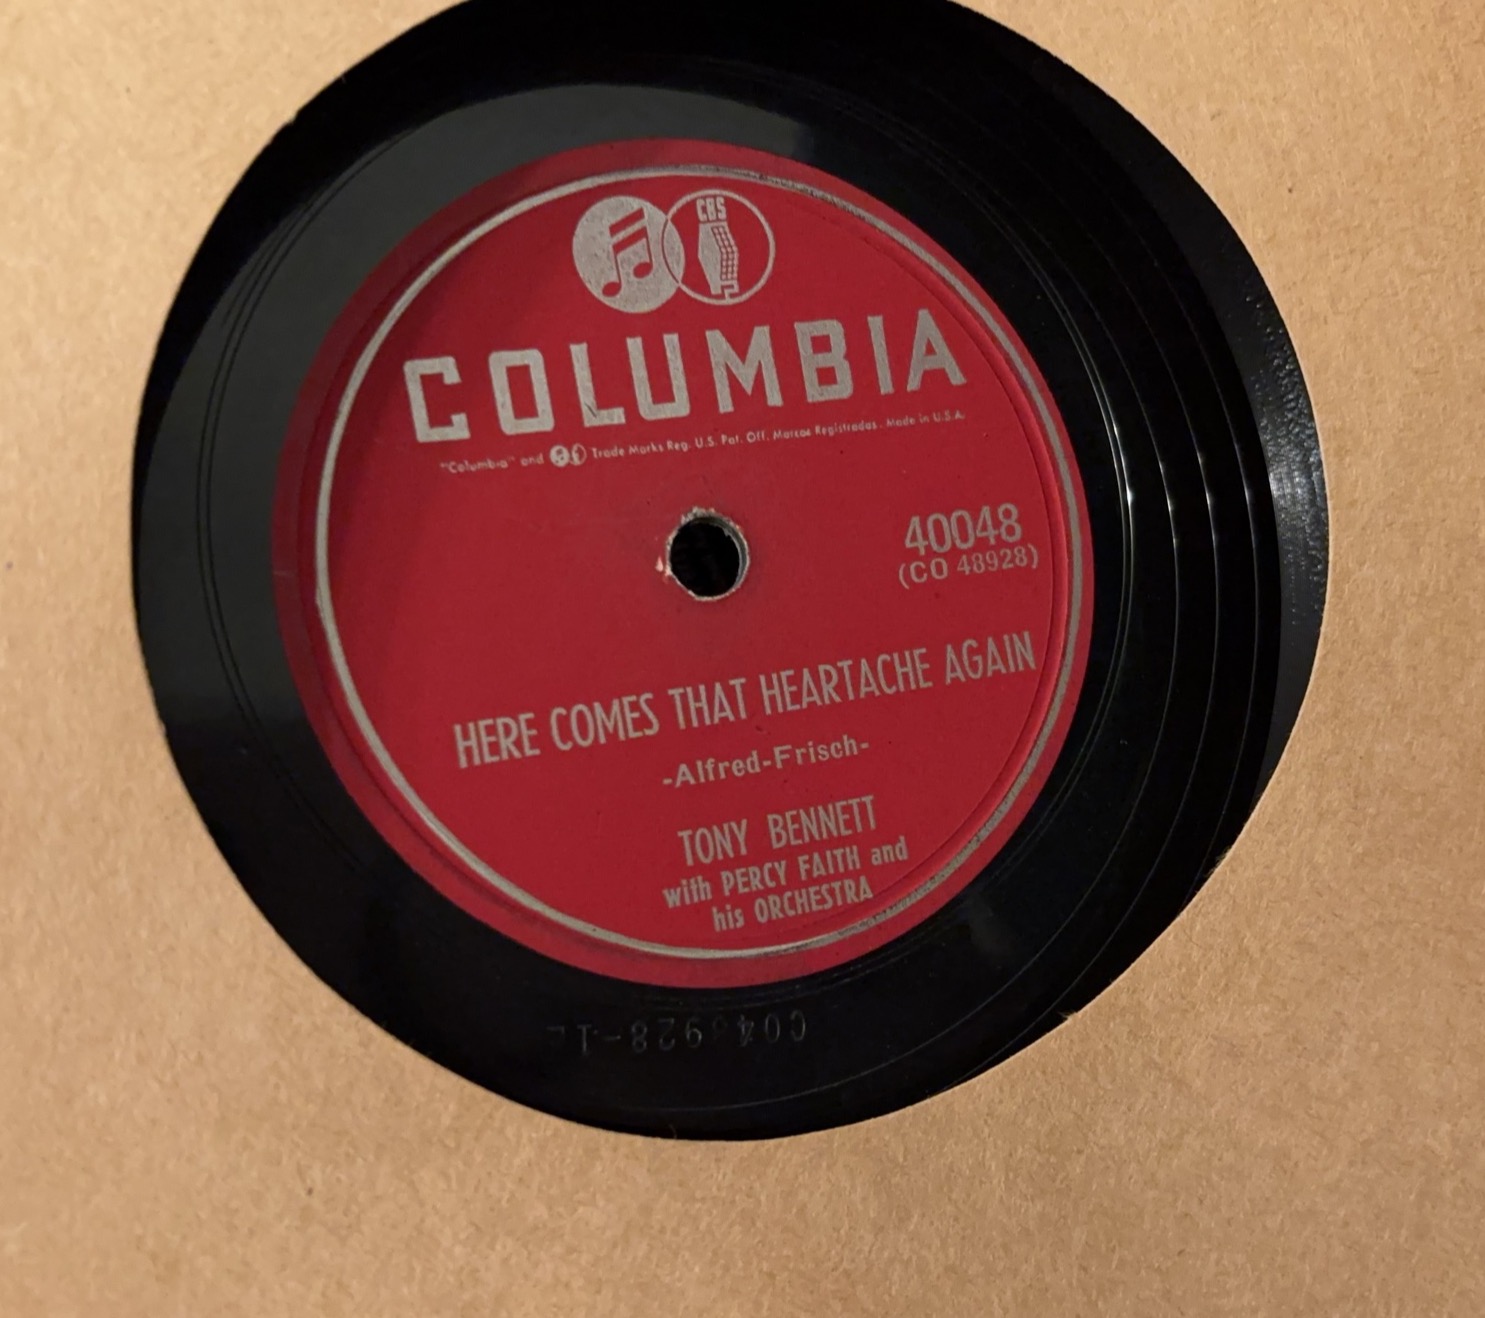 CBS
COLUMBIA
"Columbia" and Trade Marks Reg. U.S. Pat. Off. Marcas Registradas. Made in U.S.A.
40048
(CO 48928)
HERE COMES THAT HEARTACHE AGAIN
-Alfred-Frisch-
TONY BENNETT
with PERCY FAITH and
his ORCHESTRA